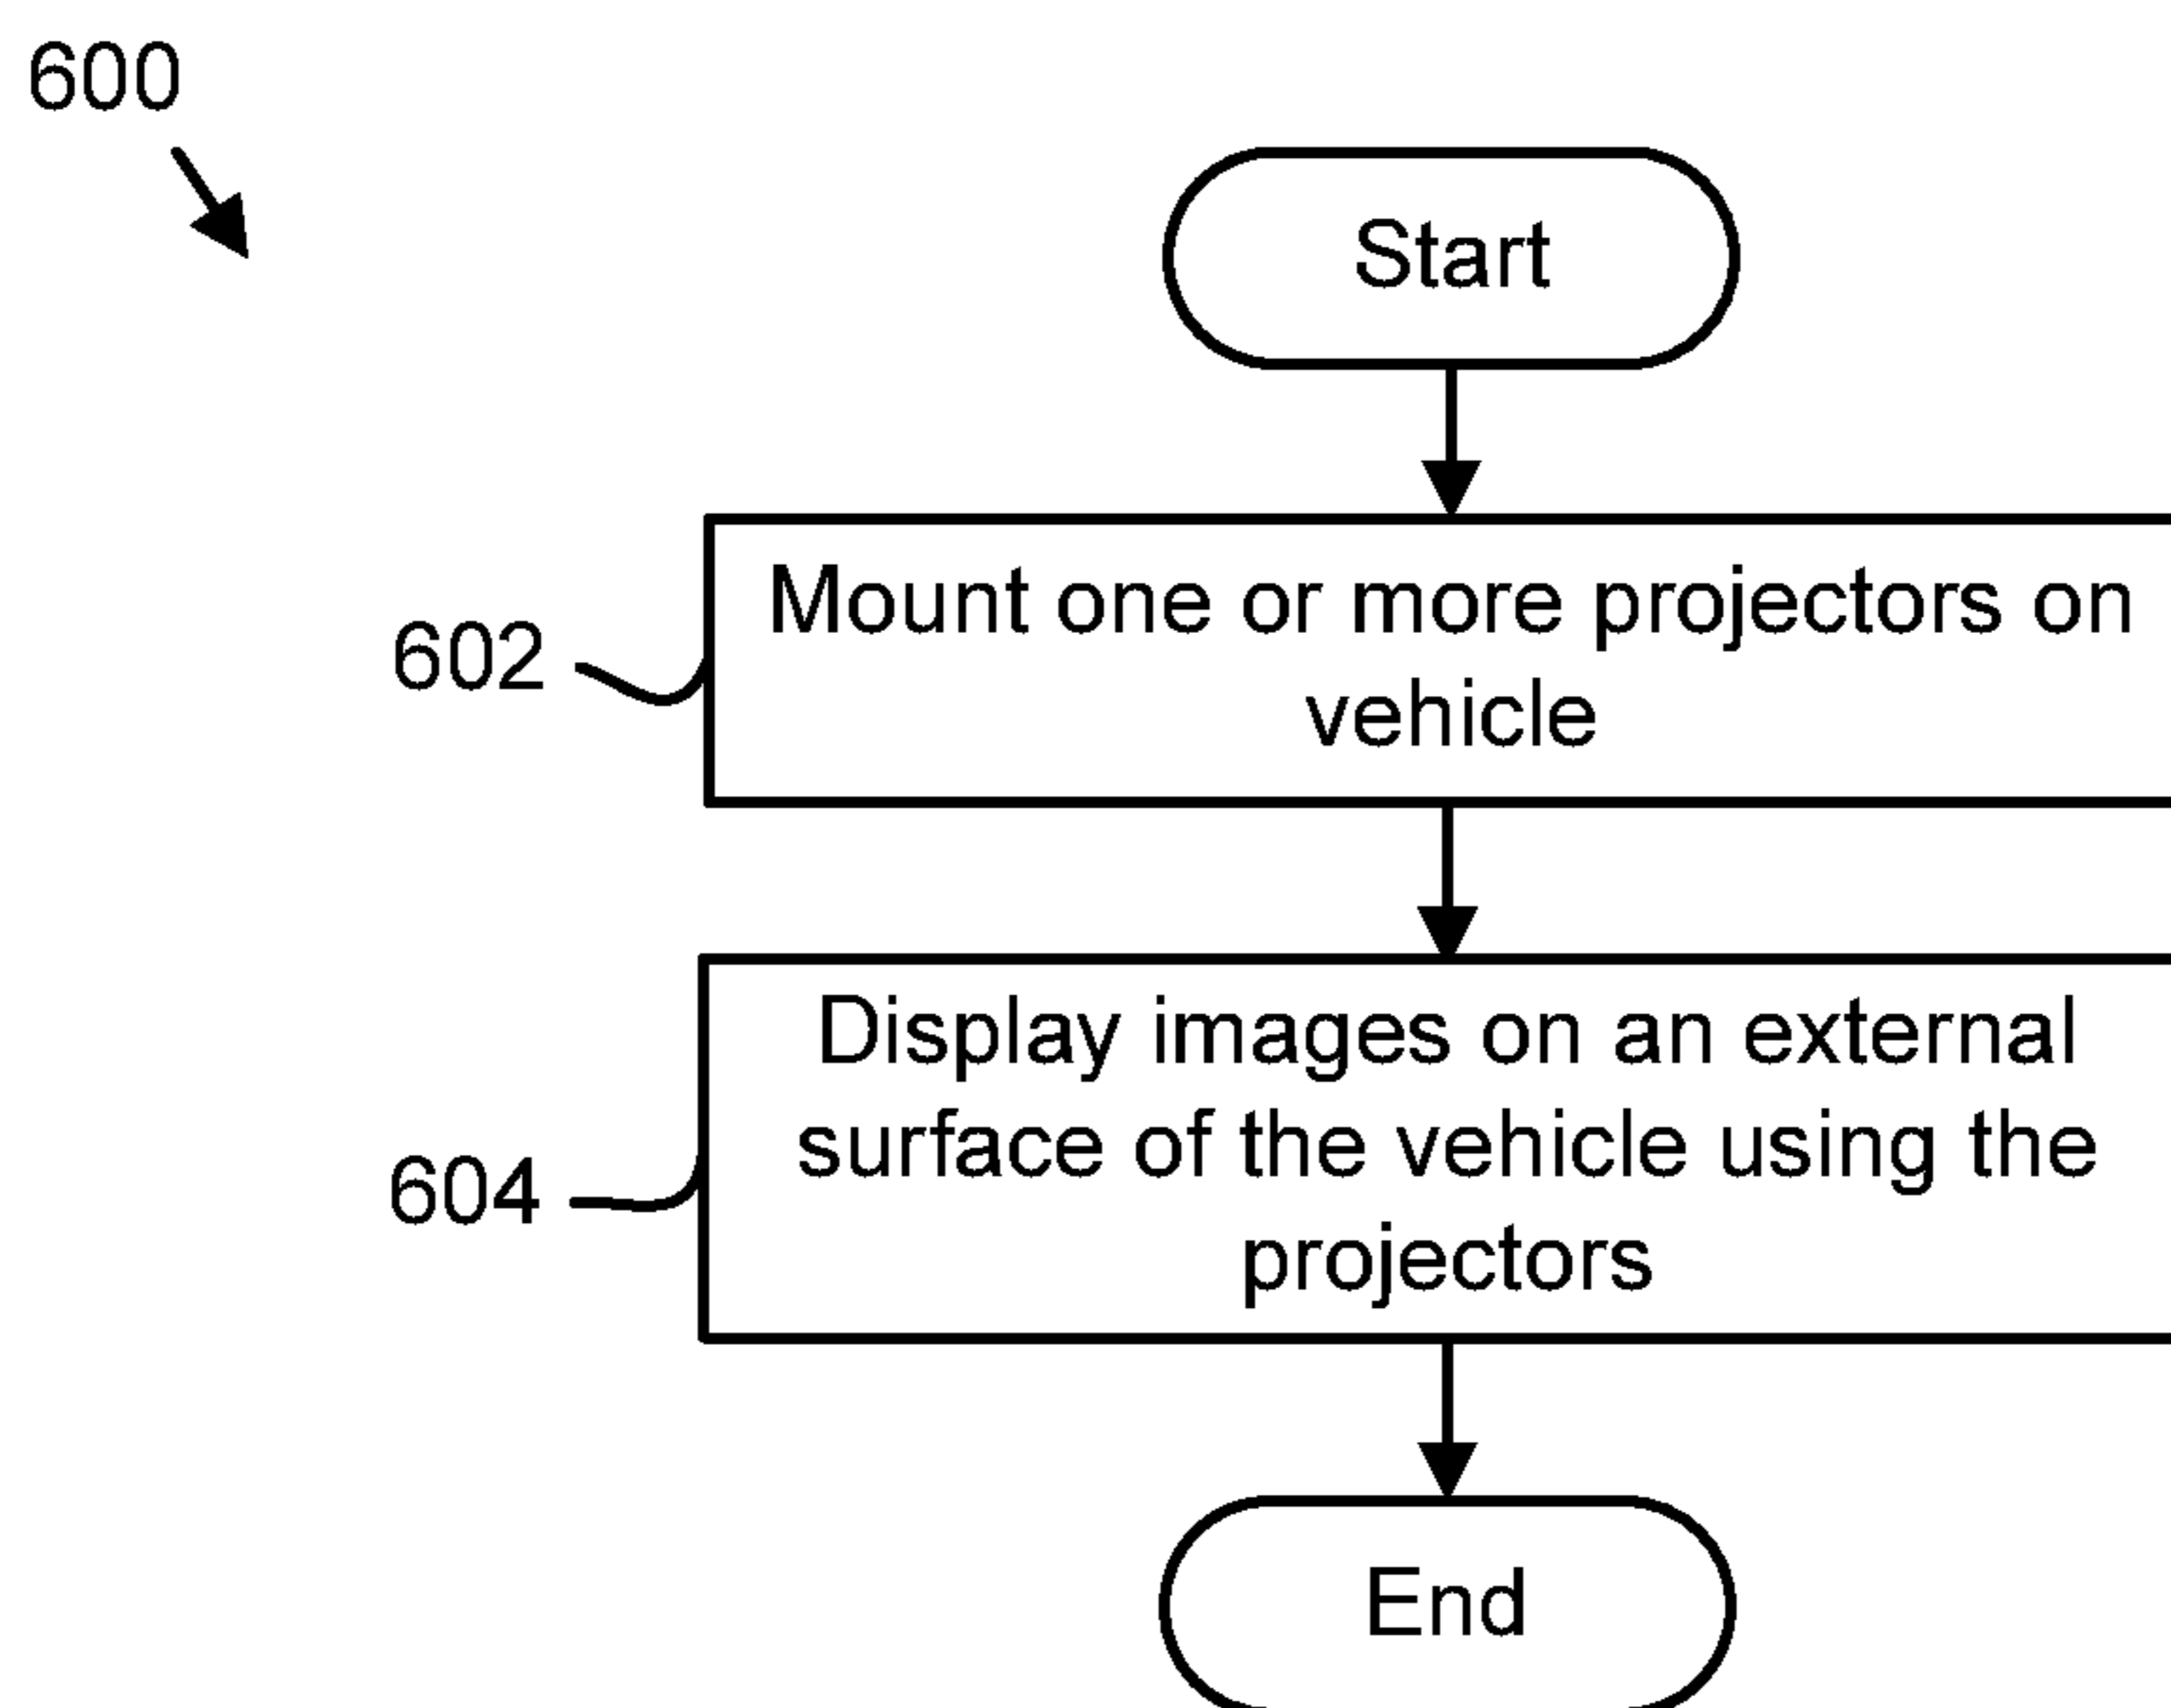 600
Start
Mount one or more projectors on
vehicle
602
Display images on an external
surface of the vehicle using the
projectors
604
End